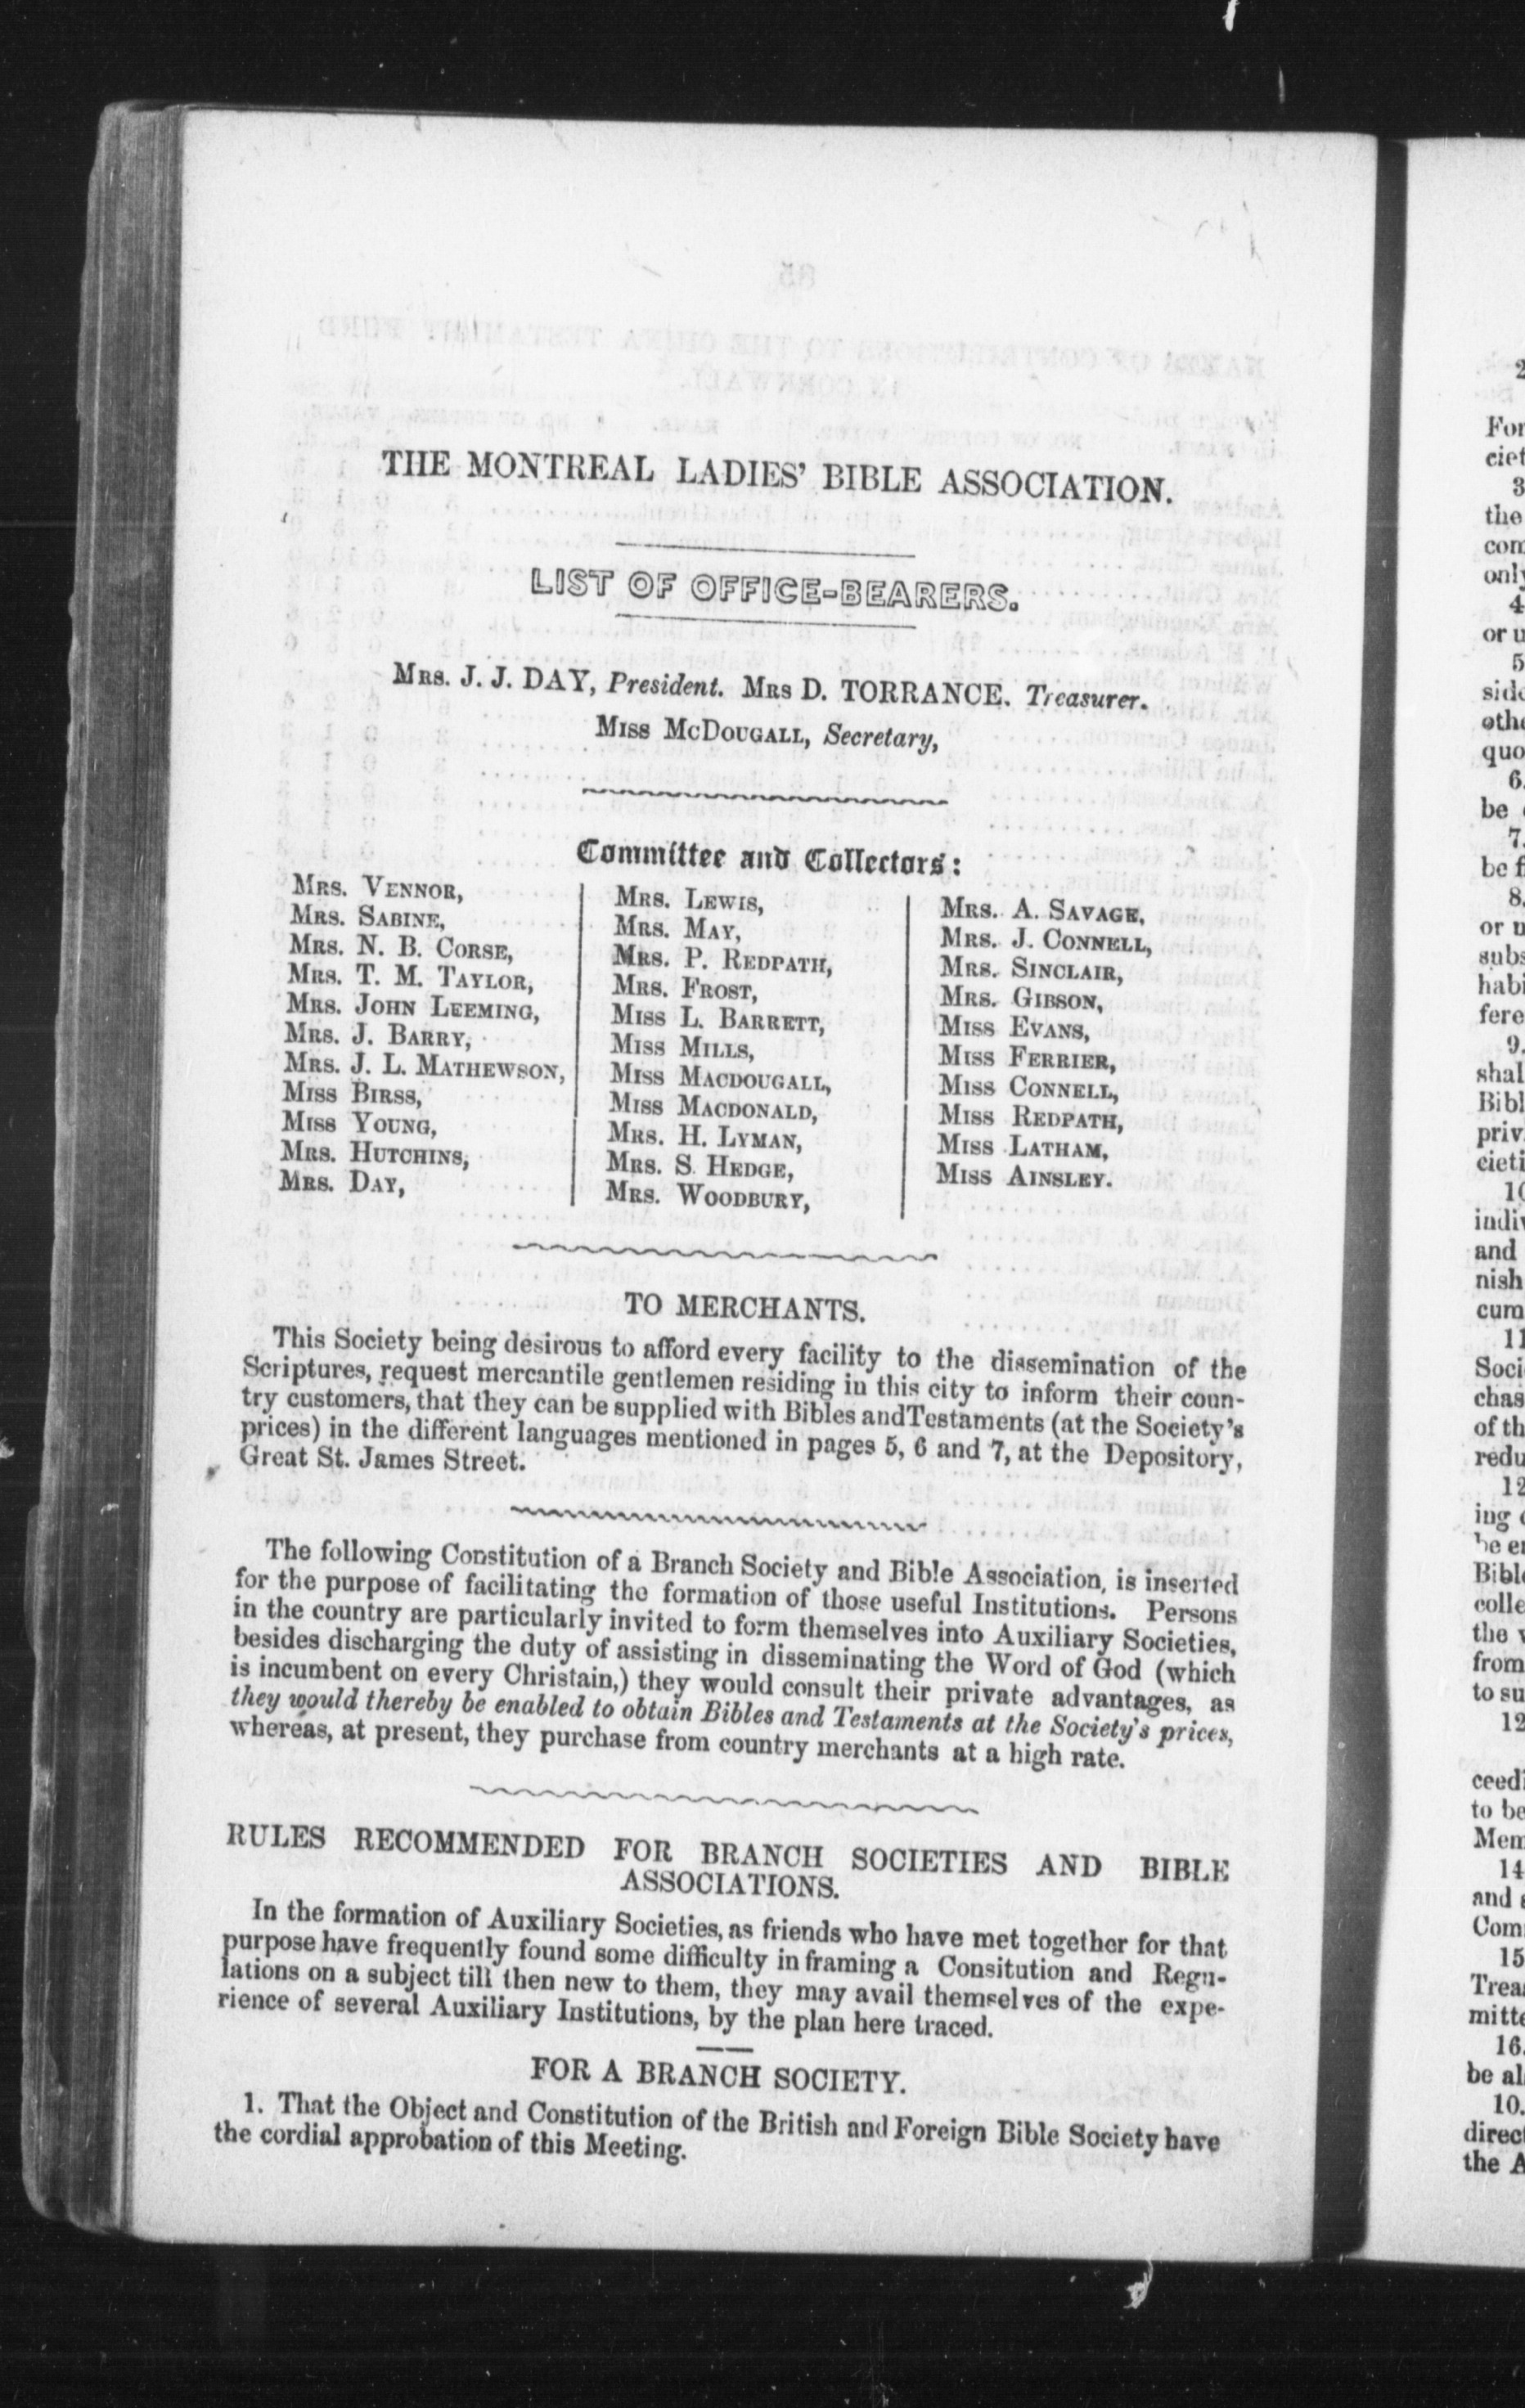 THE MONTREAL LADIES' BIBLE ASSOCIATION.
LIST OF OFFICE-BEARERS.
MRS. J. J. DAY, President. MRS D. TORRANCE. Treasurer.
MISS McDOUGALL, Secretary,
Committee and Collectors:
MRS. VENNOR,
MRS. SABINE,
MRS. N. B. CORSE,
MRS. T. M. TAYLOR,
MRS. JOHN LEEMING,
MRS. J. BARRY,
MRS. J. L. MATHEWSON,
MISS BIRSS,
MISS YOUNG,
MRS. HUTCHINS,
MRS. DAY,
MRS. LEWIS,
MRS. MAY,
MRS. P. REDPATH,
MRS. FROST,
MISS L. BARRETT,
MISS MILLS,
MISS MACDOUGALL,
MISS MACDONALD,
MRS. H. LYMAN,
MRS. S. HEDGE,
MRS. WOODBURY,
MRS. A. SAVAGE,
MRS. J. CONNELL,
MRS. SINCLAIR,
MRS. GIBSON,
MISS EVANS,
MISS FERRIER,
MISS CONNELL,
MISS REDPATH,
MISS LATHAM,
MISS AINSLEY.
TO MERCHANTS.
This Society being desirous to afford every facility to the dissemination of the
Scriptures, request mercantile gentlemen residing in this city to inform their coun-
try customers, that they can be supplied with Bibles andTestaments (at the Society's
prices) in the different languages mentioned in pages 5, 6 and 7, at the Depository,
Great St. James Street.
The following Constitution of a Branch Society and Bible Association, is inserted
for the purpose of facilitating the formation of those useful Institutions. Persons
in the country are particularly invited to form themselves into Auxiliary Societies,
besides discharging the duty of assisting in disseminating the Word of God (which
is incumbent on every Christain,) they would consult their private advantages, as
they would thereby be enabled to obtain Bibles and Testaments at the Society's prices,
whereas, at present, they purchase from country merchants at a high rate.
RULES RECOMMENDED FOR BRANCH SOCIETIES AND BIBLE
ASSOCIATIONS.
In the formation of Auxiliary Societies, as friends who have met together for that
purpose have frequently found some difficulty in framing a Consitution and Regu-
lations on a subject till then new to them, they may avail themselves of the expe-
rience of several Auxiliary Institutions, by the plan here traced.
FOR A BRANCH SOCIETY.
1. That the Object and Constitution of the British and Foreign Bible Society have
the cordial approbation of this Meeting.